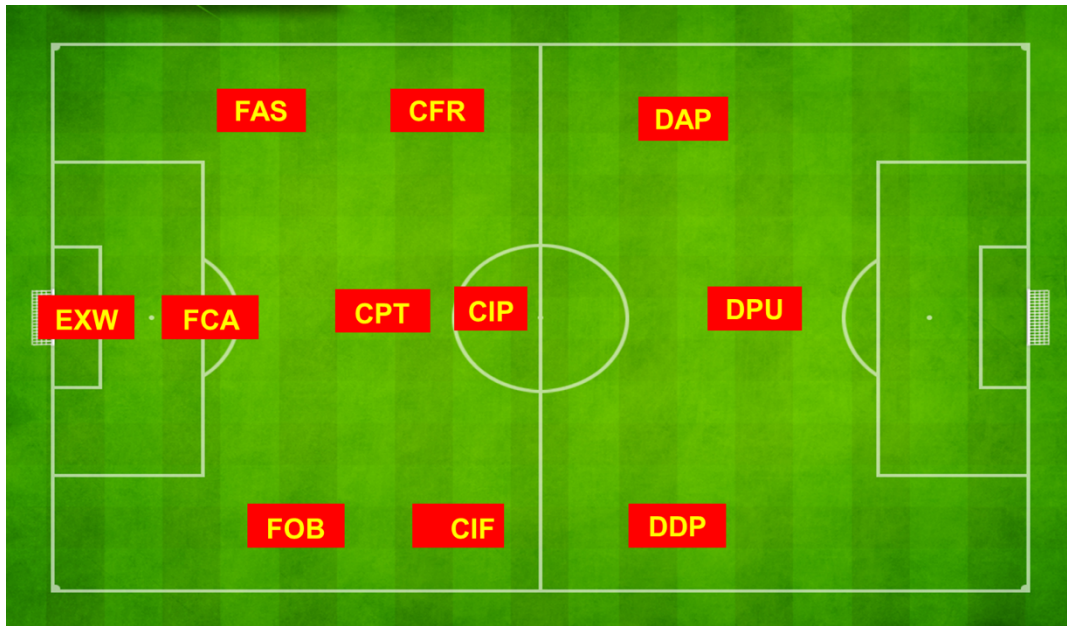 FAS
CFR
DAP
EXW
FCA
CPT
CIP
DPU
FOB
CIF
DDP